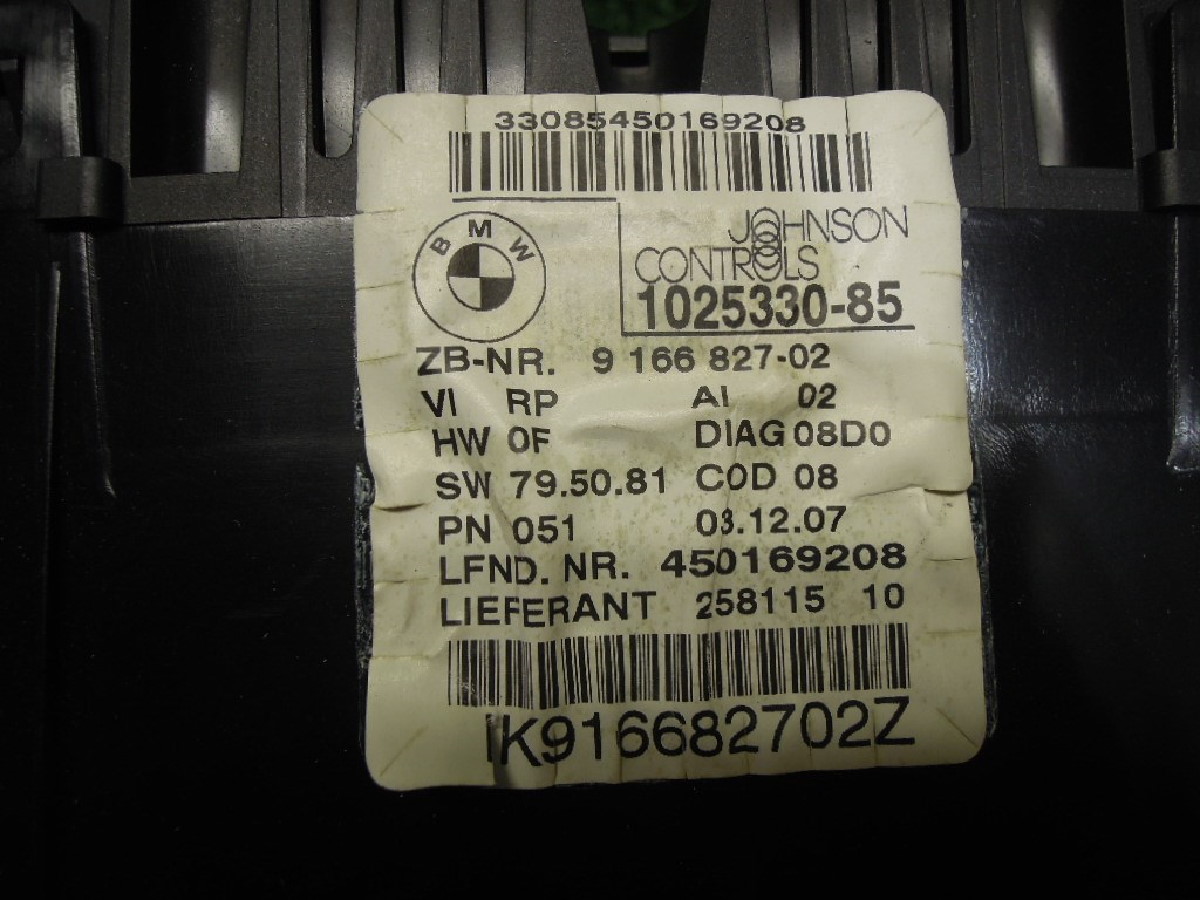 33085450169208
BMW
JOHNSON
CONTROLS
1025330-85
ZB-NR. 9 166 827-02
VI RP AI 02
HW 0F DIAG 08D0
SW 79.50.81 COD 08
PN 051 03.12.07
LFND. NR. 450169208
LIEFERANT 258115 10
IK916682702Z